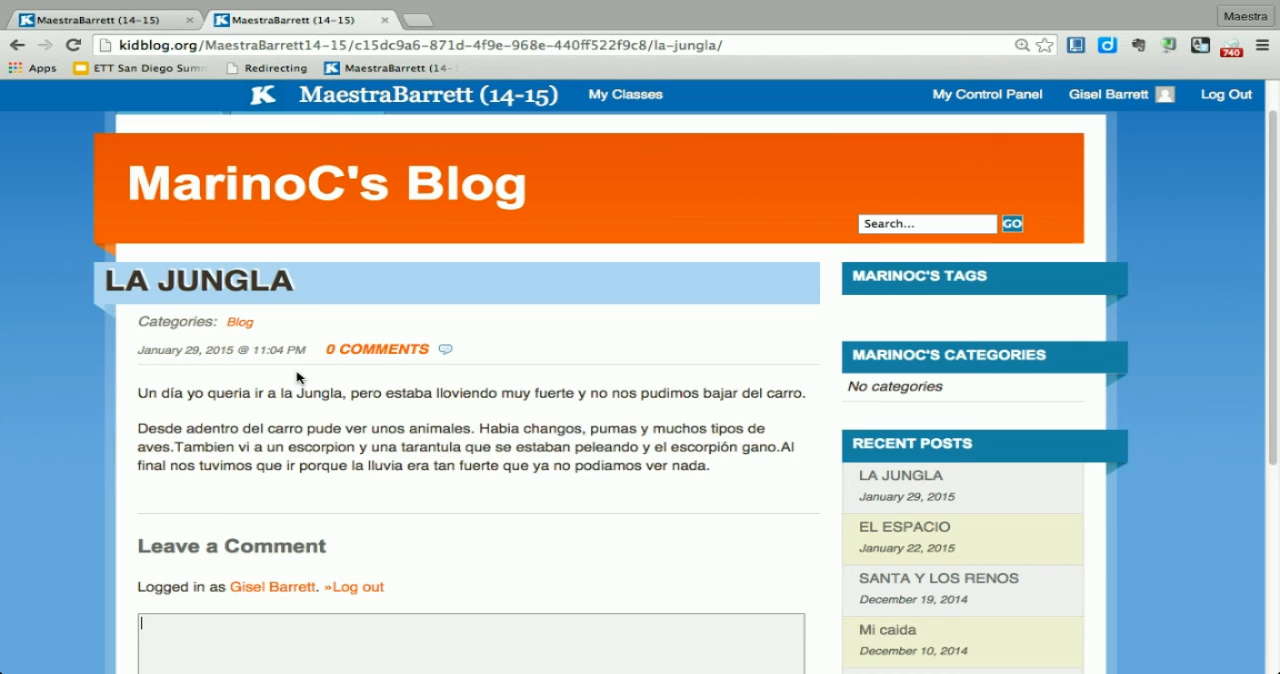 MaestraBarrett (14-15)
MaestraBarrett (14-15)
Maestra
kidblog.org/MaestraBarrett14-15/c15dc9a6-871d-4f9e-968e-440ff522f9c8/la-jungla/
740
Apps
ETT San Diego Sum
Redirecting
MaestraBarrett (14-
K MaestraBarrett (14-15)
My Classes
My Control Panel
Gisel Barrett
Log Out
MarinoC's Blog
Search...
GO
LA JUNGLA
Categories: Blog
January 29, 2015 @ 11:04 PM 0 COMMENTS
Un día yo queria ir a la Jungla, pero estaba lloviendo muy fuerte y no nos pudimos bajar del carro.
Desde adentro del carro pude ver unos animales. Habia changos, pumas y muchos tipos de
aves.Tambien vi a un escorpion y una tarantula que se estaban peleando y el escorpión gano.Al
final nos tuvimos que ir porque la lluvia era tan fuerte que ya no podiamos ver nada.
Leave a Comment
Logged in as Gisel Barrett. »Log out
MARINOC'S TAGS
MARINOC'S CATEGORIES
No categories
RECENT POSTS
LA JUNGLA
January 29, 2015
EL ESPACIO
January 22, 2015
SANTA Y LOS RENOS
December 19, 2014
Mi caida
December 10, 2014